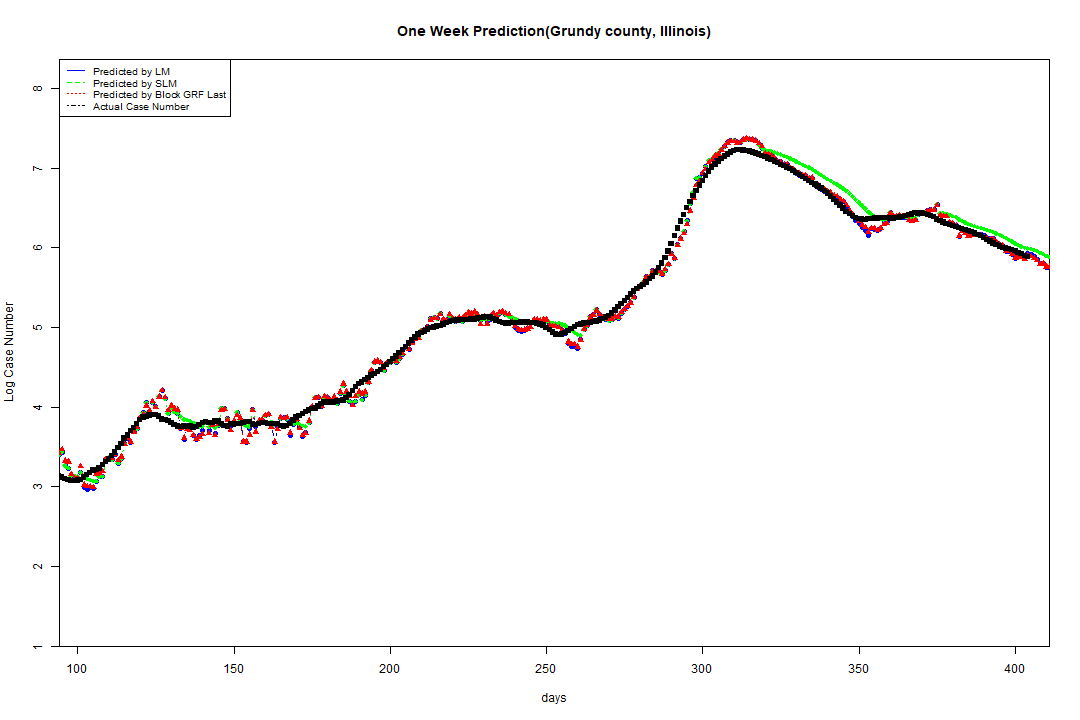 One Week Prediction(Grundy county, Illinois)
Predicted by LM
Predicted by SLM
Predicted by Block GRF Last
Actual Case Number
8
7
6
5
4
3
2
1
Log Case Number
100 150 200 250 300 350 400
days